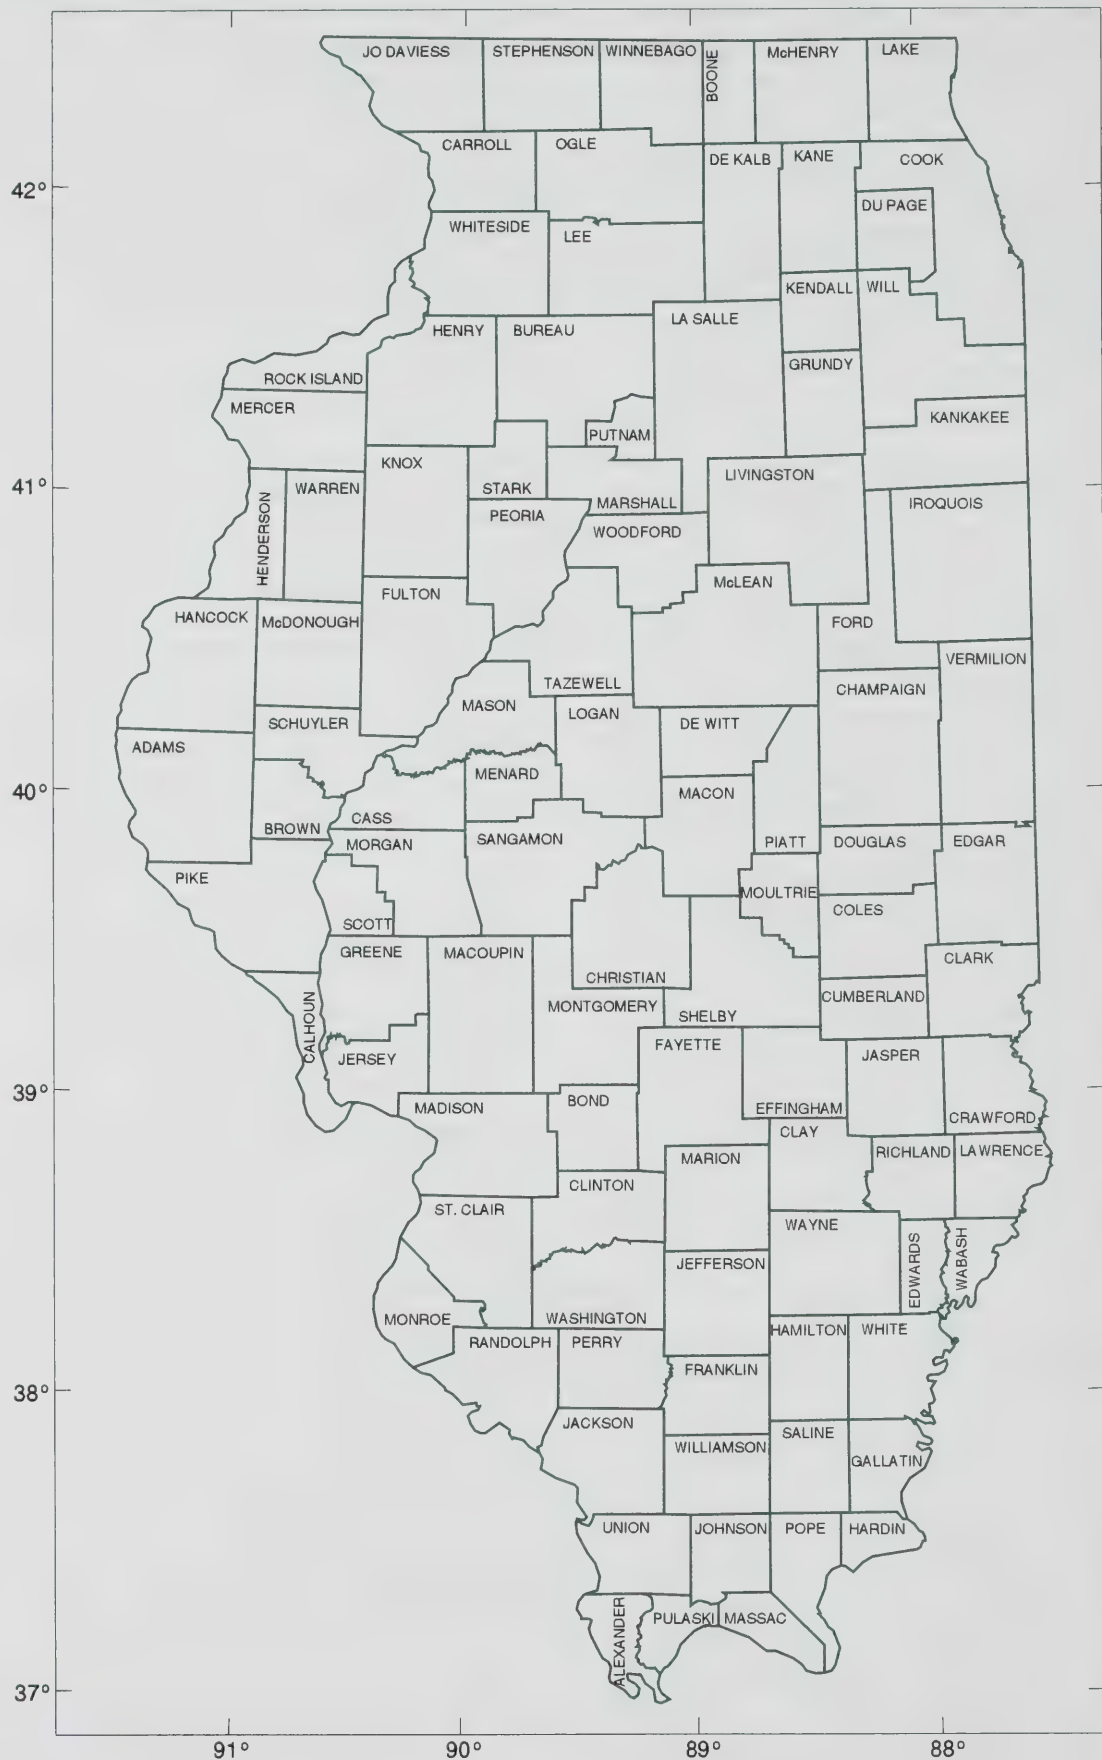 JO DAVIESS STEPHENSON WINNEBAGO BOONE McHENRY LAKE
CARROLL OGLE DE KALB KANE COOK
42°
DU PAGE
WHITESIDE LEE
KENDALL WILL
HENRY BUREAU LA SALLE
GRUNDY
ROCK ISLAND
MERCER KANKAKEE
PUTNAM
KNOX LIVINGSTON
41°
WARREN STARK MARSHALL IROQUOIS
HENDERSON PEORIA WOODFORD
McLEAN
FULTON
HANCOCK McDONOUGH FORD
VERMILION
TAZEWELL CHAMPAIGN
MASON LOGAN
SCHUYLER DE WITT
ADAMS
MENARD
40°
MACON
BROWN CASS
MORGAN SANGAMON PIATT DOUGLAS EDGAR
PIKE MOULTRIE
SCOTT COLES
GREENE MACOUPIN CLARK
CHRISTIAN
CUMBERLAND
MONTGOMERY SHELBY
CALHOUN
FAYETTE
JERSEY JASPER
39°
MADISON BOND EFFINGHAM CRAWFORD
CLAY
MARION RICHLAND LAWRENCE
CLINTON
ST. CLAIR WAYNE
EDWARDS WABASH
JEFFERSON
MONROE WASHINGTON
HAMILTON WHITE
RANDOLPH PERRY
FRANKLIN
38°
JACKSON
SALINE
WILLIAMSON
GALLATIN
UNION JOHNSON POPE HARDIN
ALEXANDER PULASKI MASSAC
37°
91° 90° 89° 88°